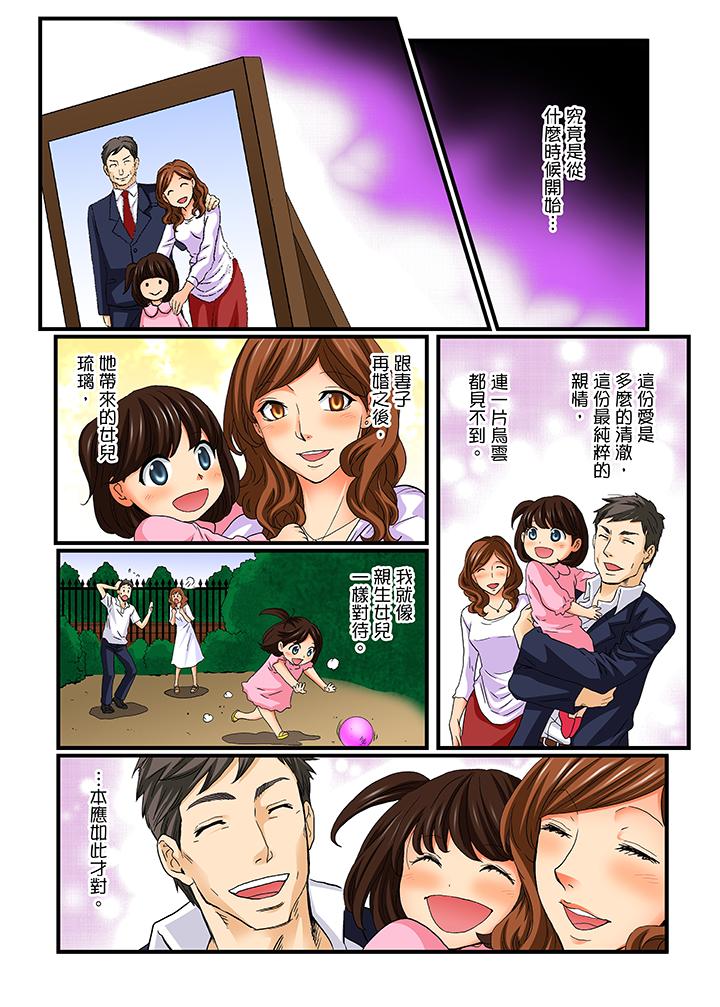 究竟是從
什麼時候開始…
跟妻子
再婚之後，
她帶來的女兒
琉璃，
我就像
親生女兒
一樣對待。
這份愛是
多麼的清澈，
這份最純粹的
親情，
連一片烏雲
都見不到。
…本應如此才對。